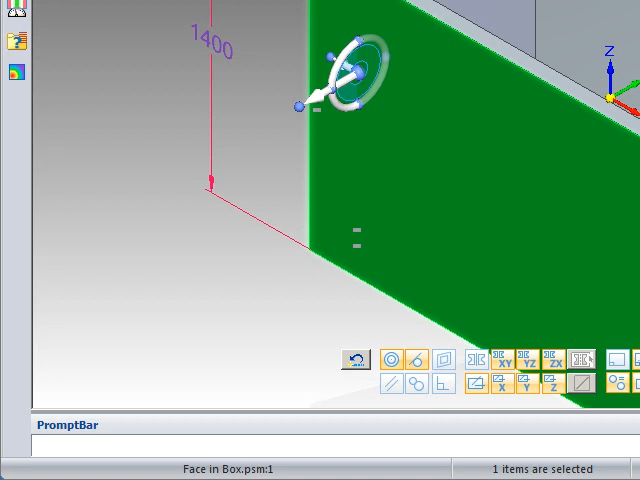 1400
Z
XY YZ ZX
X Y Z
PromptBar
Face in Box.psm:1 1 items are selected